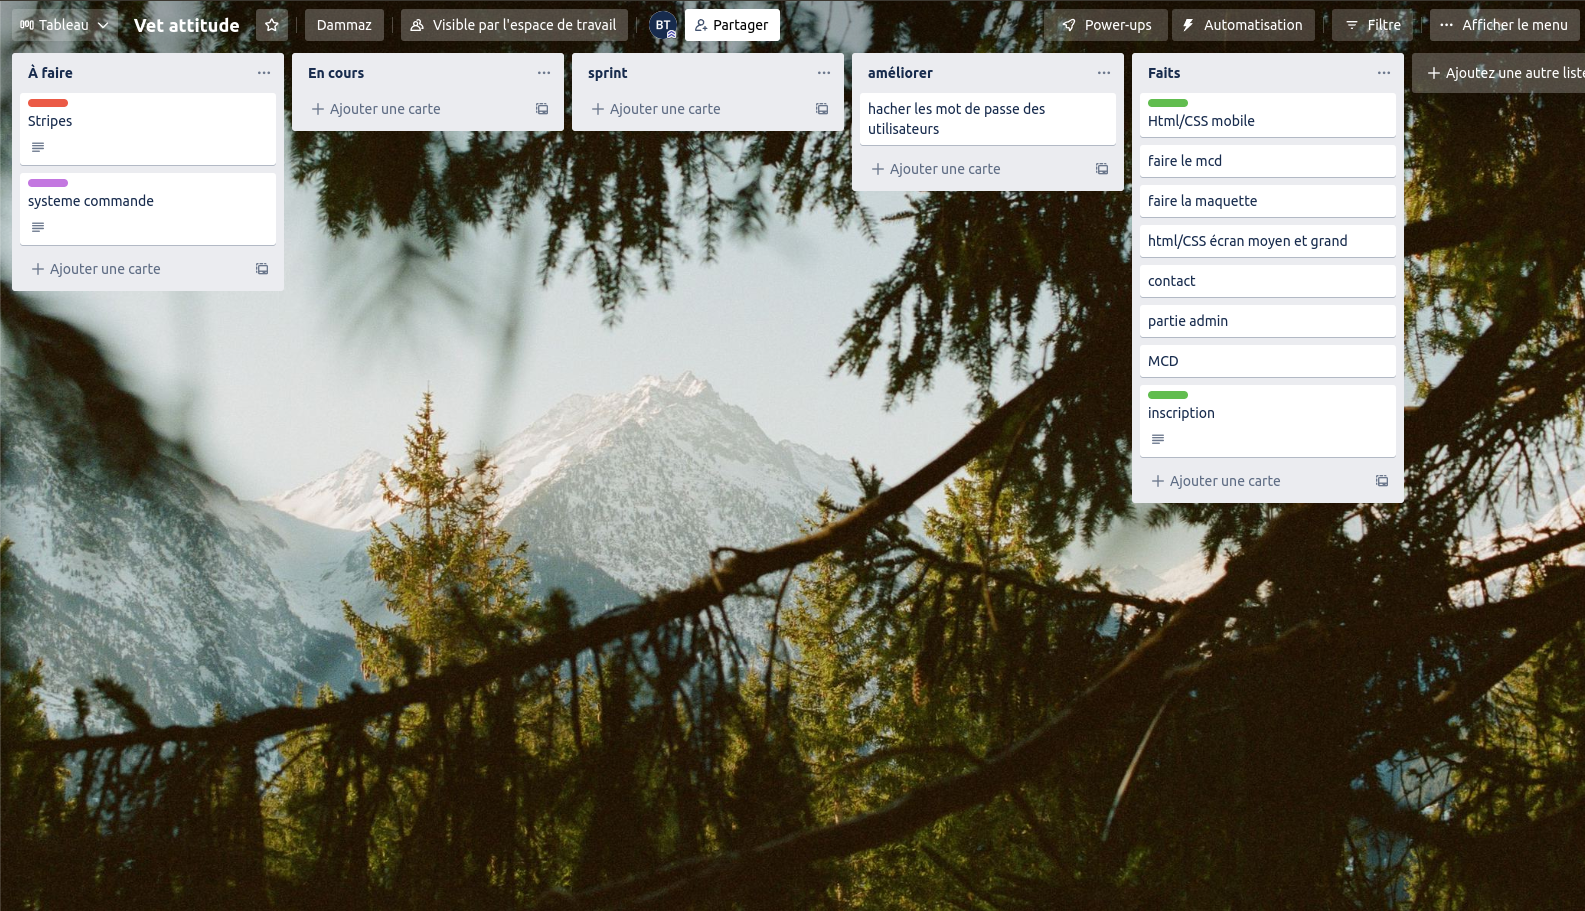 Tableau
Vet attitude
Dammaz
Visible par l'espace de travail
BT
Partager
Power-ups
Automatisation
Filtre
Afficher le menu
À faire
Stripes
systeme commande
Ajouter une carte
En cours
Ajouter une carte
sprint
Ajouter une carte
améliorer
hacher les mot de passe des
utilisateurs
Ajouter une carte
Faits
Html/CSS mobile
faire le mcd
faire la maquette
html/CSS écran moyen et grand
contact
partie admin
MCD
inscription
Ajouter une carte
Ajoutez une autre liste